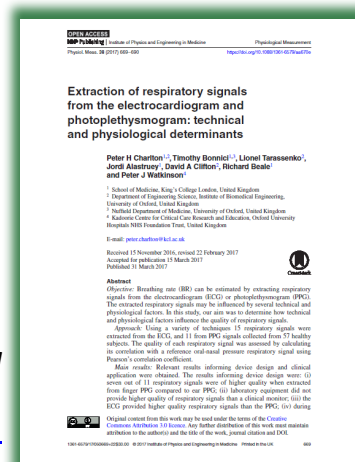 OPEN ACCESS
IOP Publishing | Institute of Physics and Engineering in Medicine Physiological Measurement
Physiol. Meas. 38 (2017) 669–690 https://doi.org/10.1088/1361-6579/aa670e
Extraction of respiratory signals
from the electrocardiogram and
photoplethysmogram: technical
and physiological determinants
Peter H Charlton1,2, Timothy Bonnici1,3, Lionel Tarassenko2,
Jordi Alastruey1, David A Clifton2, Richard Beale1
and Peter J Watkinson4
1 School of Medicine, King's College London, United Kingdom
2 Department of Engineering Science, Institute of Biomedical Engineering,
University of Oxford, United Kingdom
3 Nuffield Department of Medicine, University of Oxford, United Kingdom
4 Kadoorie Centre for Critical Care Research and Education, Oxford University
Hospitals NHS Foundation Trust, United Kingdom
E-mail: peter.charlton@kcl.ac.uk
Received 15 November 2016, revised 22 February 2017
Accepted for publication 15 March 2017
Published 31 March 2017
CrossMark
Abstract
Objective: Breathing rate (BR) can be estimated by extracting respiratory
signals from the electrocardiogram (ECG) or photoplethysmogram (PPG).
The extracted respiratory signals may be influenced by several technical and
physiological factors. In this study, our aim was to determine how technical
and physiological factors influence the quality of respiratory signals.
Approach: Using a variety of techniques 15 respiratory signals were
extracted from the ECG, and 11 from PPG signals collected from 57 healthy
subjects. The quality of each respiratory signal was assessed by calculating
its correlation with a reference oral-nasal pressure respiratory signal using
Pearson's correlation coefficient.
Main results: Relevant results informing device design and clinical
application were obtained. The results informing device design were: (i)
seven out of 11 respiratory signals were of higher quality when extracted
from finger PPG compared to ear PPG; (ii) laboratory equipment did not
provide higher quality of respiratory signals than a clinical monitor; (iii) the
ECG provided higher quality respiratory signals than the PPG; (iv) during
Original content from this work may be used under the terms of the Creative
Commons Attribution 3.0 licence. Any further distribution of this work must maintain
attribution to the author(s) and the title of the work, journal citation and DOI.
© 2017 Institute of Physics and Engineering in Medicine Printed in the UK 669